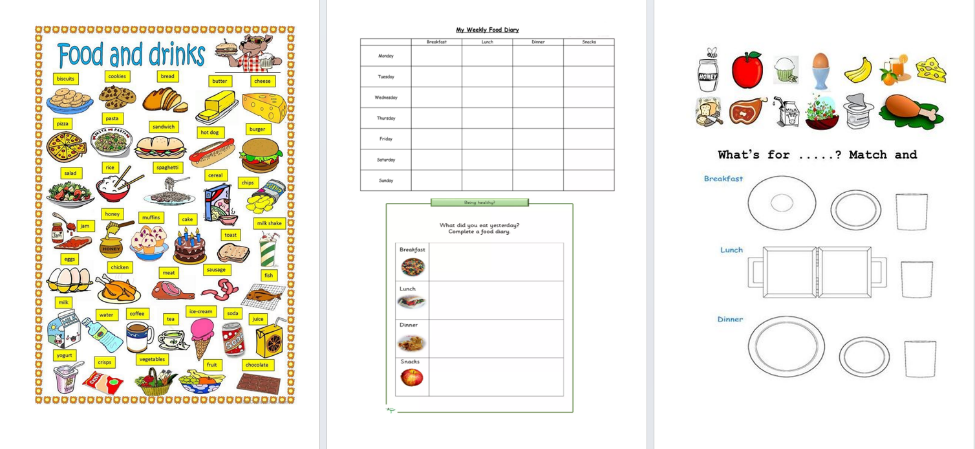 Food and drinks
biscuits
cookies
bread
butter
cheese
pizza
pasta
sandwich
hot dog
burger
salad
rice
spaghetti
cereal
chips
jam
honey
muffins
cake
toast
milk shake
eggs
chicken
meat
sausage
fish
milk
water
coffee
tea
ice-cream
soda
juice
yogurt
crisps
vegetables
fruit
chocolate
My Weekly Food Diary
Breakfast Lunch Dinner Snacks
Monday
Tuesday
Wednesday
Thursday
Friday
Saturday
Sunday
Being healthy!
What did you eat yesterday?
Complete a food diary.
Breakfast
Lunch
Dinner
Snacks
HONEY
What's for .....? Match and
Breakfast
Lunch
Dinner